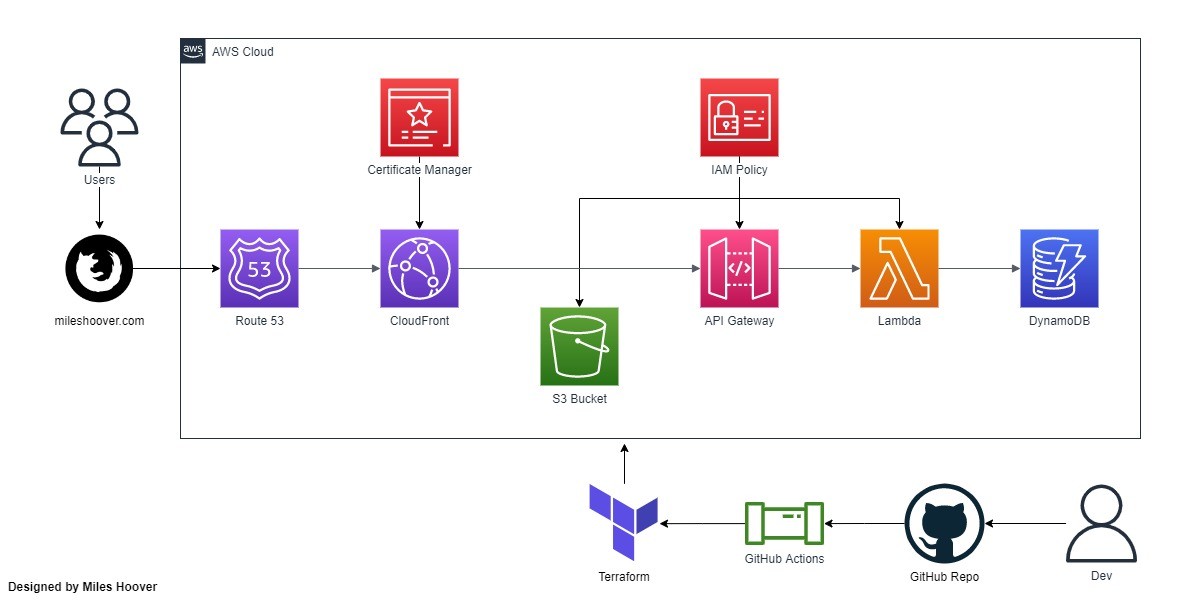 aws
AWS Cloud
Users
Certificate Manager
IAM Policy
53
</>
mileshoover.com
Route 53
CloudFront
API Gateway
Lambda
DynamoDB
S3 Bucket
Terraform
GitHub Actions
GitHub Repo
Dev
Designed by Miles Hoover